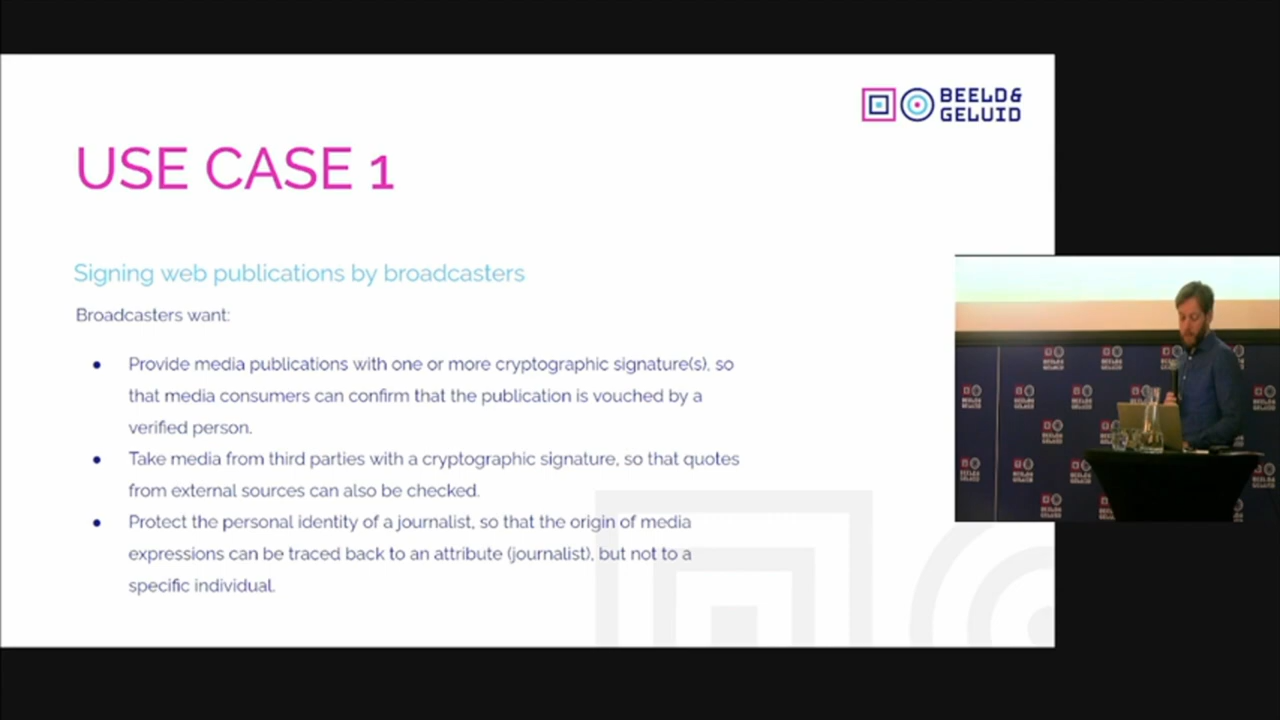 BEELD&
GELUID
USE CASE 1
Signing web publications by broadcasters
Broadcasters want:
● Provide media publications with one or more cryptographic signature(s), so
that media consumers can confirm that the publication is vouched by a
verified person.
● Take media from third parties with a cryptographic signature, so that quotes
from external sources can also be checked.
● Protect the personal identity of a journalist, so that the origin of media
expressions can be traced back to an attribute (journalist), but not to a
specific individual.